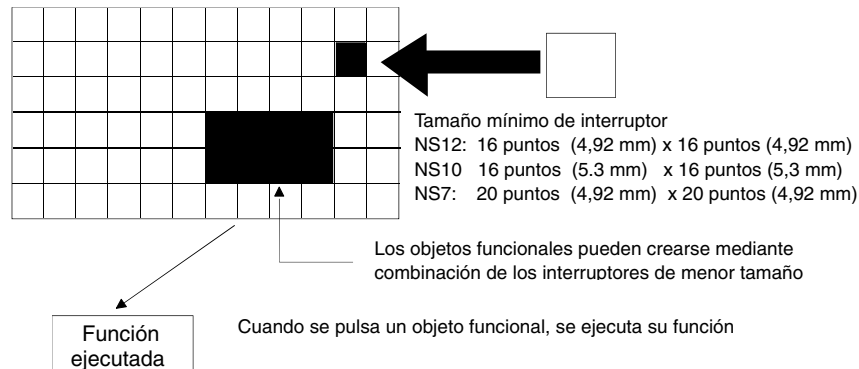 Tamaño mínimo de interruptor
NS12: 16 puntos (4,92 mm) x 16 puntos (4,92 mm)
NS10 16 puntos (5.3 mm) x 16 puntos (5,3 mm)
NS7: 20 puntos (4,92 mm) x 20 puntos (4,92 mm)
Los objetos funcionales pueden crearse mediante
combinación de los interruptores de menor tamaño
Cuando se pulsa un objeto funcional, se ejecuta su función
Función
ejecutada